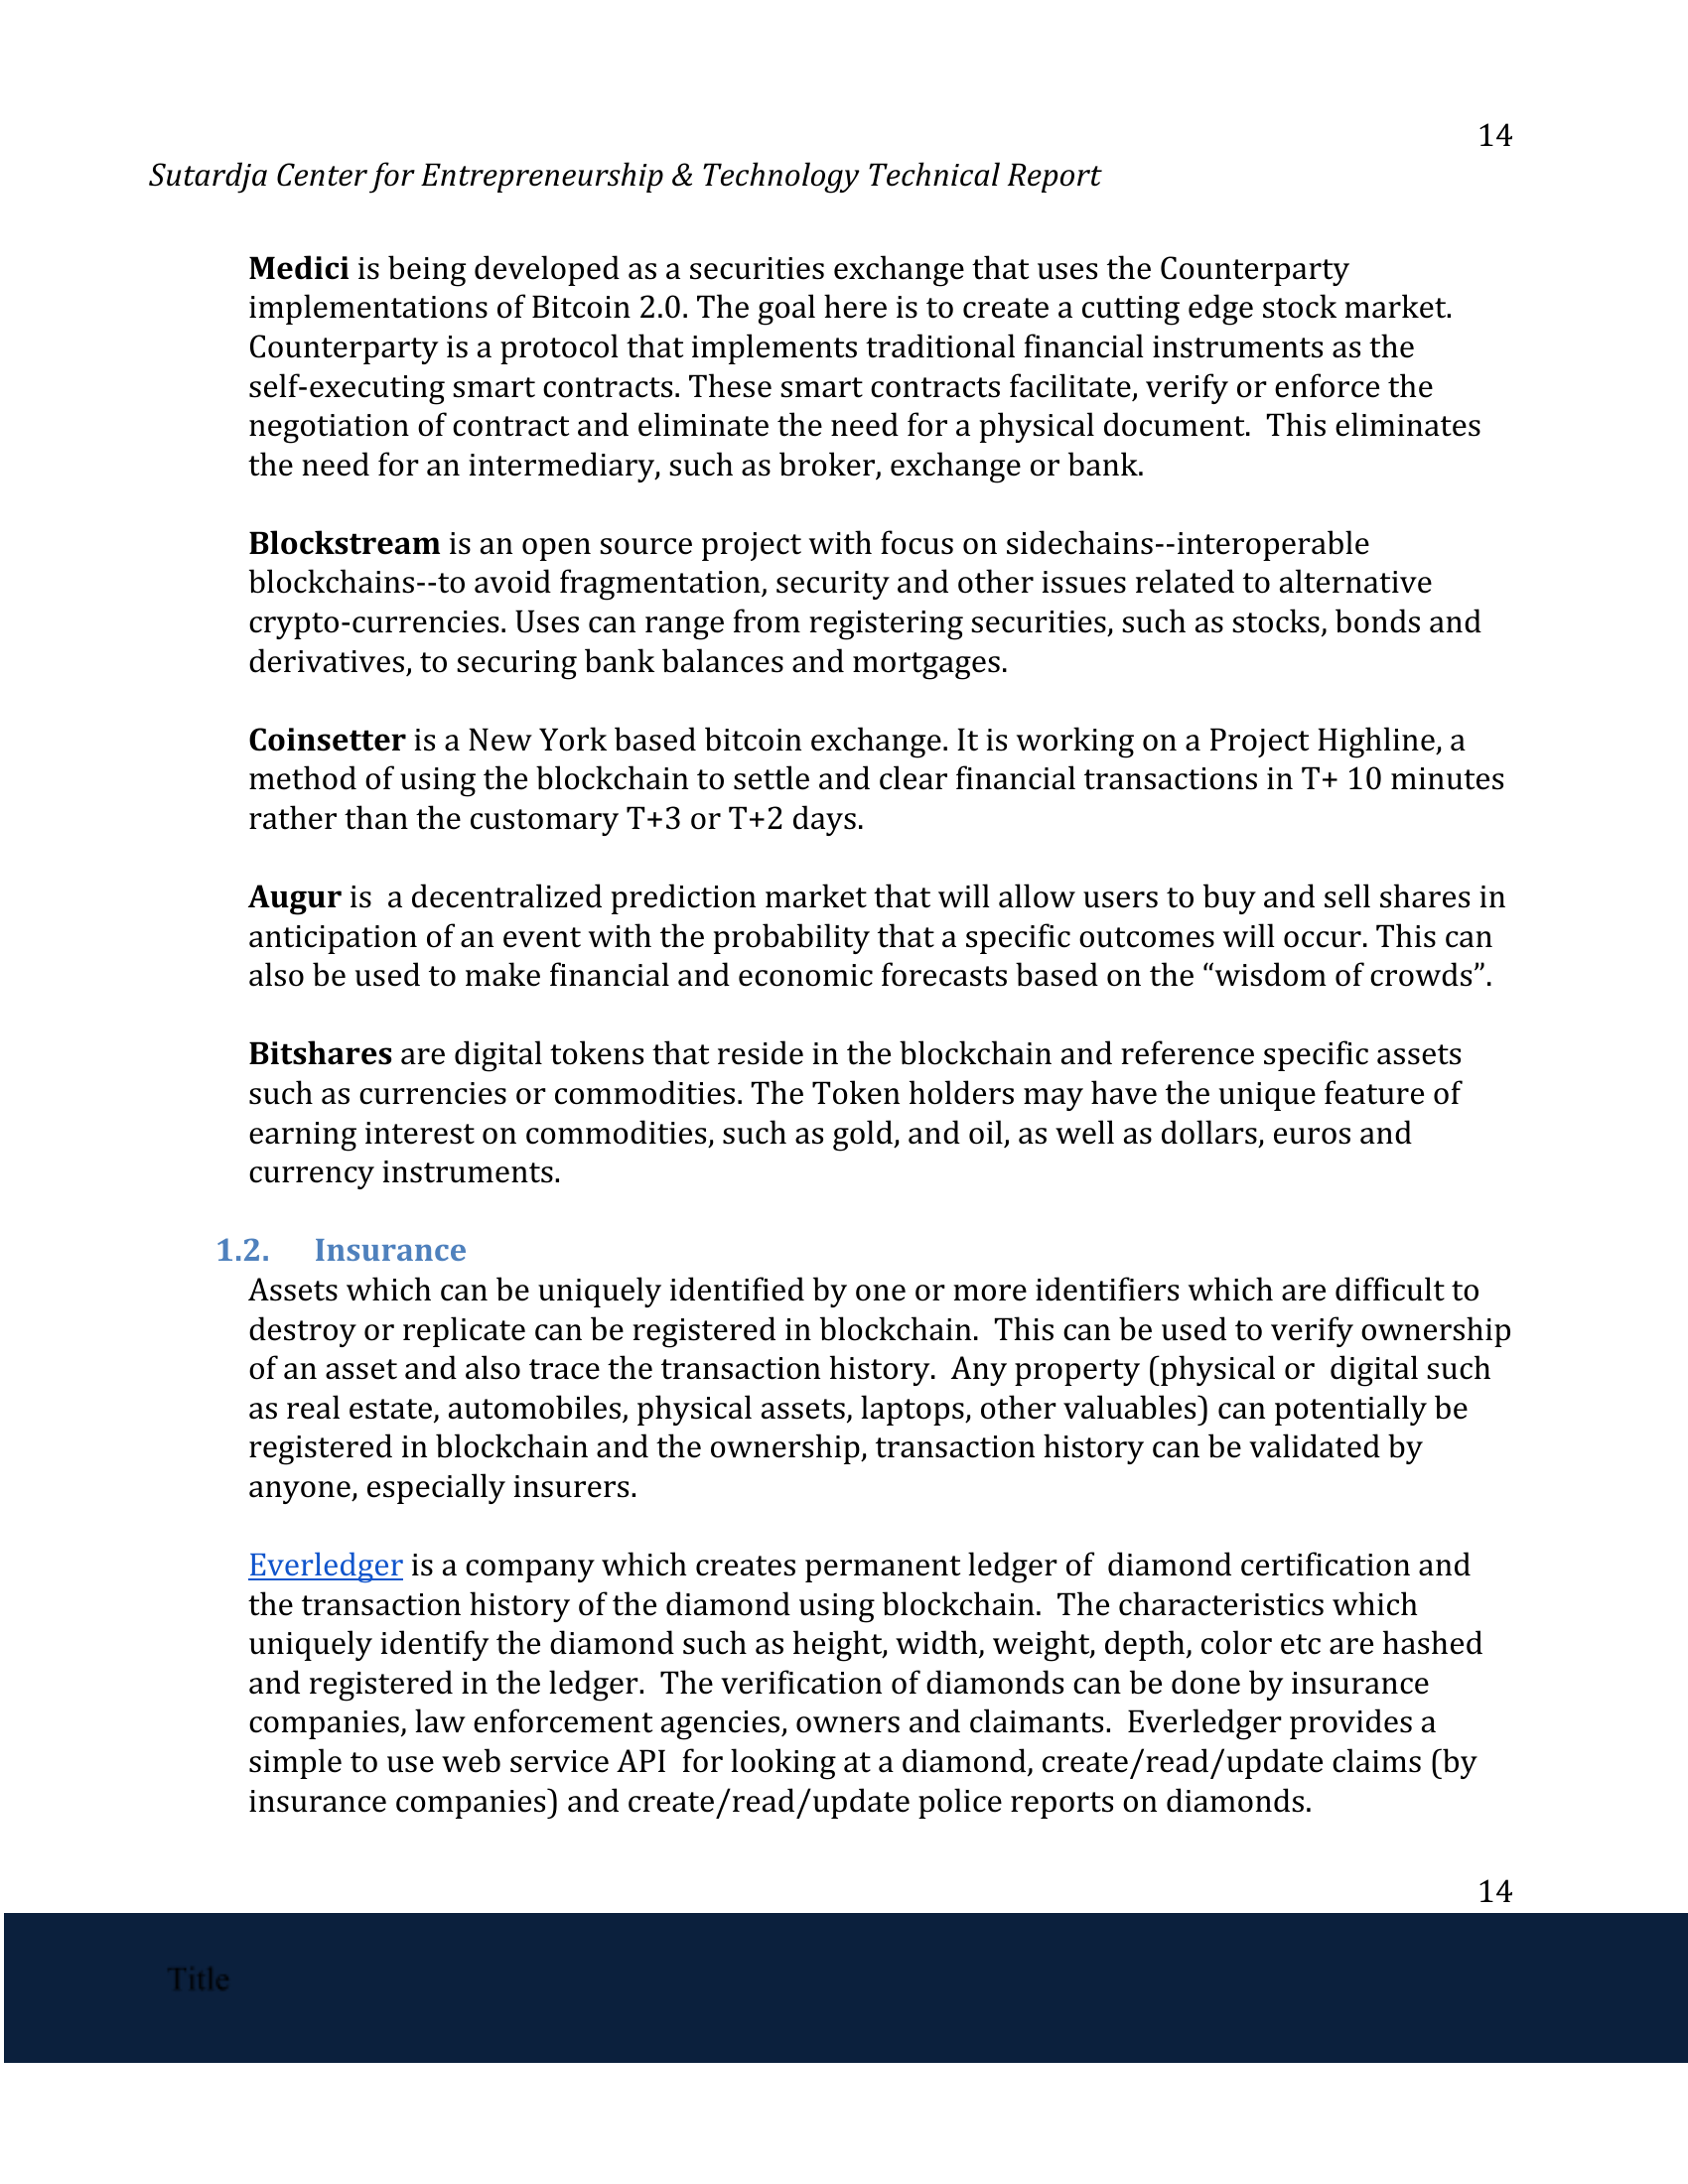 14
Sutardja Center for Entrepreneurship & Technology Technical Report
Medici is being developed as a securities exchange that uses the Counterparty
implementations of Bitcoin 2.0. The goal here is to create a cutting edge stock market.
Counterparty is a protocol that implements traditional financial instruments as the
self-executing smart contracts. These smart contracts facilitate, verify or enforce the
negotiation of contract and eliminate the need for a physical document.  This eliminates
the need for an intermediary, such as broker, exchange or bank.
Blockstream is an open source project with focus on sidechains--interoperable
blockchains--to avoid fragmentation, security and other issues related to alternative
crypto-currencies. Uses can range from registering securities, such as stocks, bonds and
derivatives, to securing bank balances and mortgages.
Coinsetter is a New York based bitcoin exchange. It is working on a Project Highline, a
method of using the blockchain to settle and clear financial transactions in T+ 10 minutes
rather than the customary T+3 or T+2 days.
Augur is  a decentralized prediction market that will allow users to buy and sell shares in
anticipation of an event with the probability that a specific outcomes will occur. This can
also be used to make financial and economic forecasts based on the “wisdom of crowds”.
Bitshares are digital tokens that reside in the blockchain and reference specific assets
such as currencies or commodities. The Token holders may have the unique feature of
earning interest on commodities, such as gold, and oil, as well as dollars, euros and
currency instruments.
1.2. Insurance
Assets which can be uniquely identified by one or more identifiers which are difficult to
destroy or replicate can be registered in blockchain.  This can be used to verify ownership
of an asset and also trace the transaction history.  Any property (physical or  digital such
as real estate, automobiles, physical assets, laptops, other valuables) can potentially be
registered in blockchain and the ownership, transaction history can be validated by
anyone, especially insurers.
Everledger is a company which creates permanent ledger of  diamond certification and
the transaction history of the diamond using blockchain.  The characteristics which
uniquely identify the diamond such as height, width, weight, depth, color etc are hashed
and registered in the ledger.  The verification of diamonds can be done by insurance
companies, law enforcement agencies, owners and claimants.  Everledger provides a
simple to use web service API  for looking at a diamond, create/read/update claims (by
insurance companies) and create/read/update police reports on diamonds.
14
Title